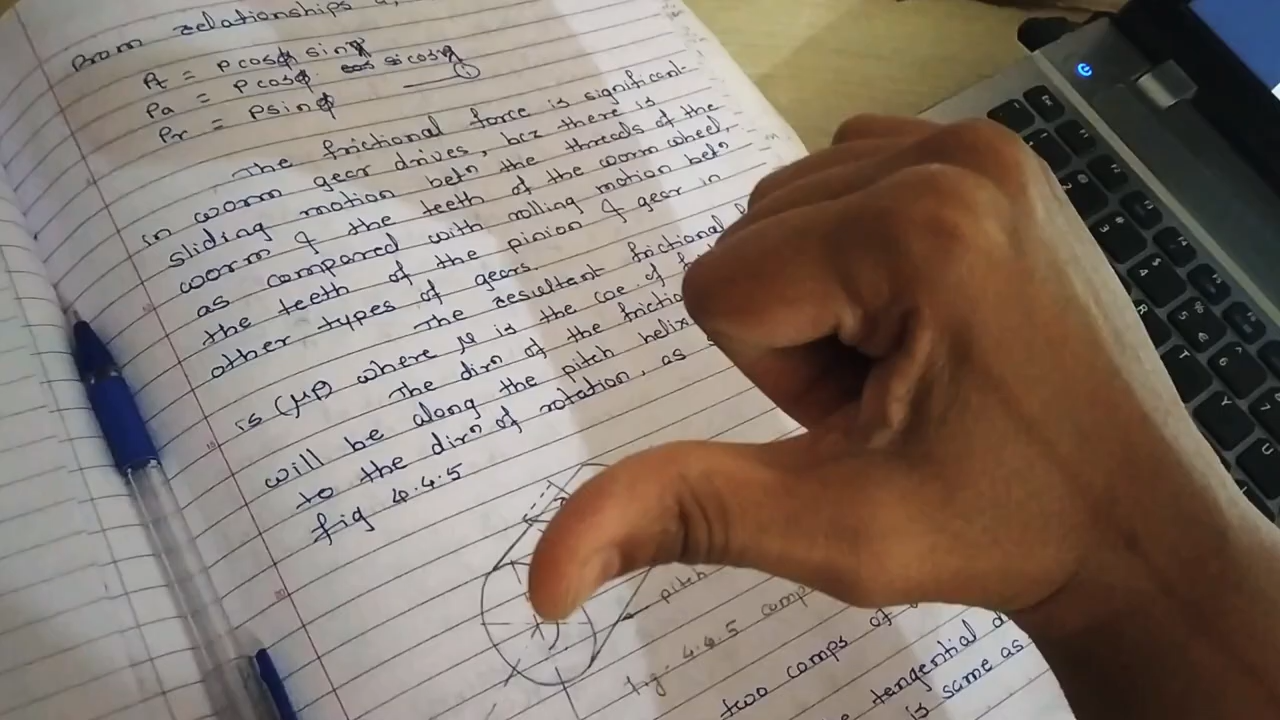 From relationships
Pt = P cosϕ sinγ
Pa = P cosϕ cosγ
Pr = P sinϕ
The frictional force is significant
in worm gear drives, bcz there is
sliding motion betn the threads of the
worm & the teeth of the worm wheel,
as compared with rolling motion betn
the teeth of the pinion & gear in
other types of gears.
The resultant frictional
is (μP) where μ is the coe. of
The dirn of the friction
will be along the pitch helix
to the dirn of rotation, as
fig 4.4.5
pitch
fig. 4.4.5 comp
two comps of
tangential
is same as